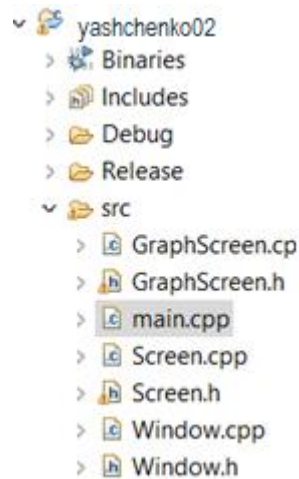 yashchenko02
Binaries
Includes
Debug
Release
src
GraphScreen.cp
GraphScreen.h
main.cpp
Screen.cpp
Screen.h
Window.cpp
Window.h